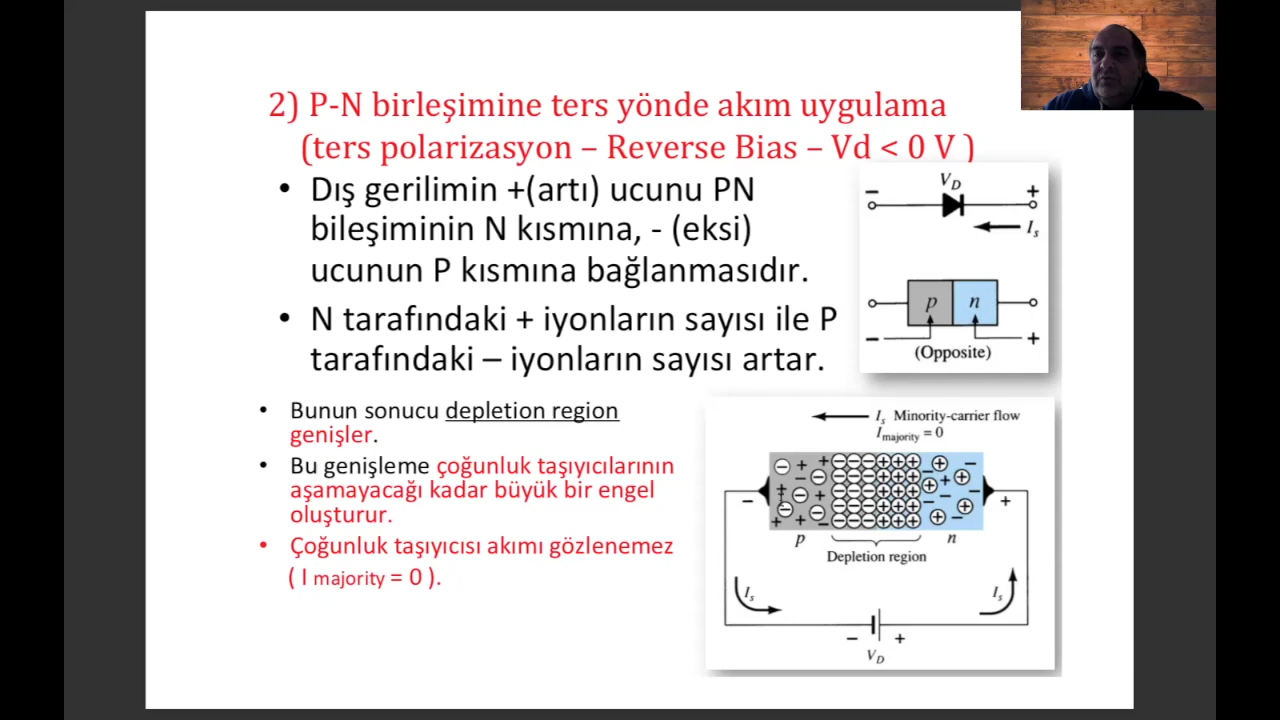 2) P-N birleşimine ters yönde akım uygulama
(ters polarizasyon – Reverse Bias – Vd < 0 V )
• Dış gerilimin +(artı) ucunu PN
bileşiminin N kısmına, - (eksi)
ucunun P kısmına bağlanmasıdır.
• N tarafındaki + iyonların sayısı ile P
tarafındaki – iyonların sayısı artar.
• Bunun sonucu depletion region
genişler.
• Bu genişleme çoğunluk taşıyıcılarının
aşamayacağı kadar büyük bir engel
oluşturur.
• Çoğunluk taşıyıcısı akımı gözlenemez
( I majority = 0 ).
V_D
− +
I_s
p n
− +
(Opposite)
I_s Minority-carrier flow
I_majority = 0
− +
p n
Depletion region
I_s I_s
− +
V_D